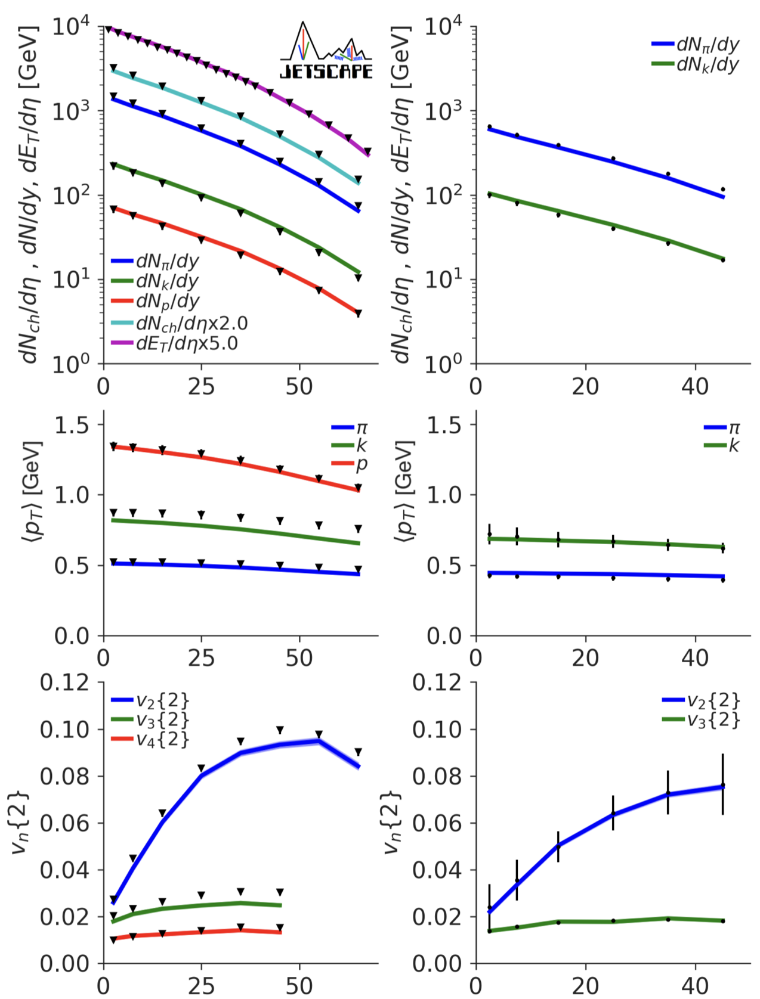 dN_ch/dη , dN/dy, dE_T/dη [GeV]
10^4
10^3
10^2
10^1
10^0
JETSCAPE
dN_π/dy
dN_k/dy
dN_p/dy
dN_ch/dηx2.0
dE_T/dηx5.0
0 25 50
dN_ch/dη , dN/dy, dE_T/dη [GeV]
10^4
10^3
10^2
10^1
10^0
dN_π/dy
dN_k/dy
0 20 40
⟨p_T⟩ [GeV]
1.5
1.0
0.5
0.0
π
k
p
0 25 50
⟨p_T⟩ [GeV]
1.5
1.0
0.5
0.0
π
k
0 20 40
v_n{2}
0.12
0.10
0.08
0.06
0.04
0.02
0.00
v_2{2}
v_3{2}
v_4{2}
0 25 50
v_n{2}
0.12
0.10
0.08
0.06
0.04
0.02
0.00
v_2{2}
v_3{2}
0 20 40